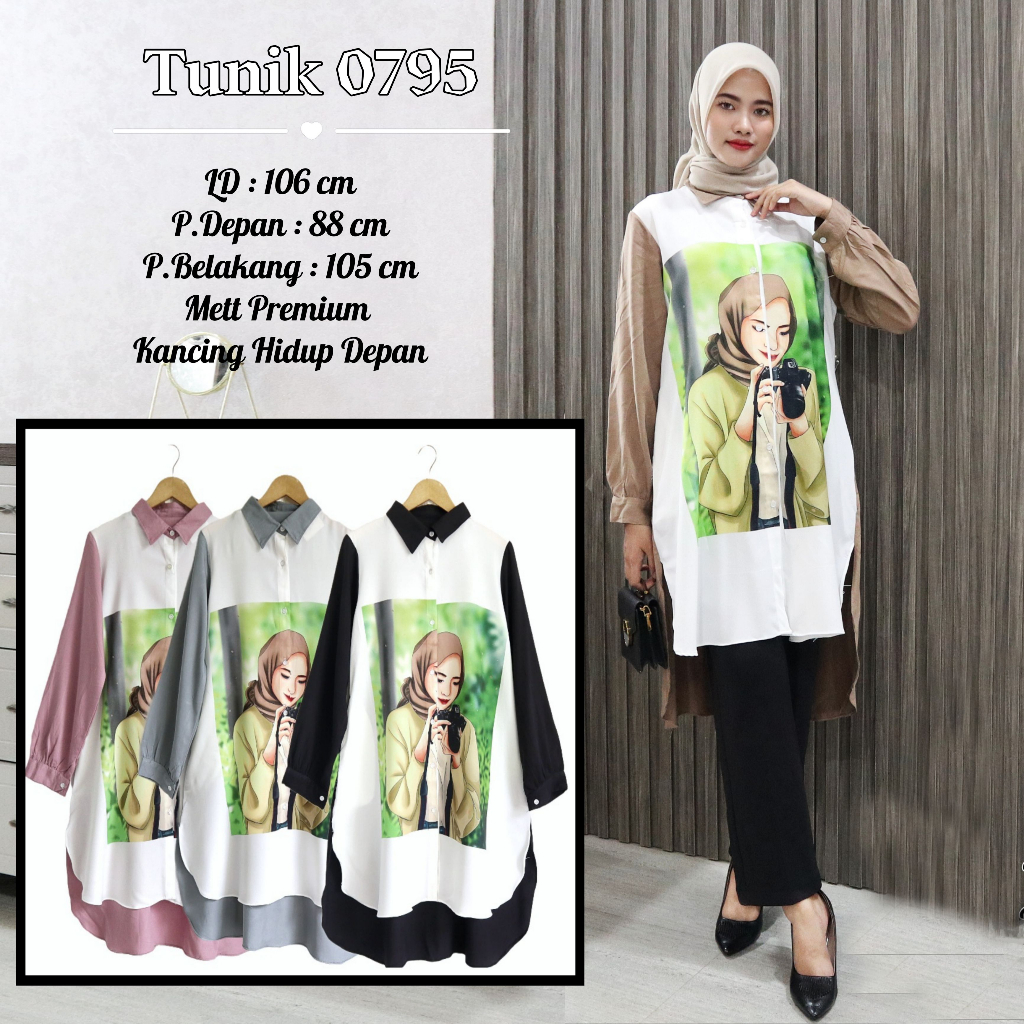 Tunik 0795
LD : 106 cm
P.Depan : 88 cm
P.Belakang : 105 cm
Mett Premium
Kancing Hidup Depan